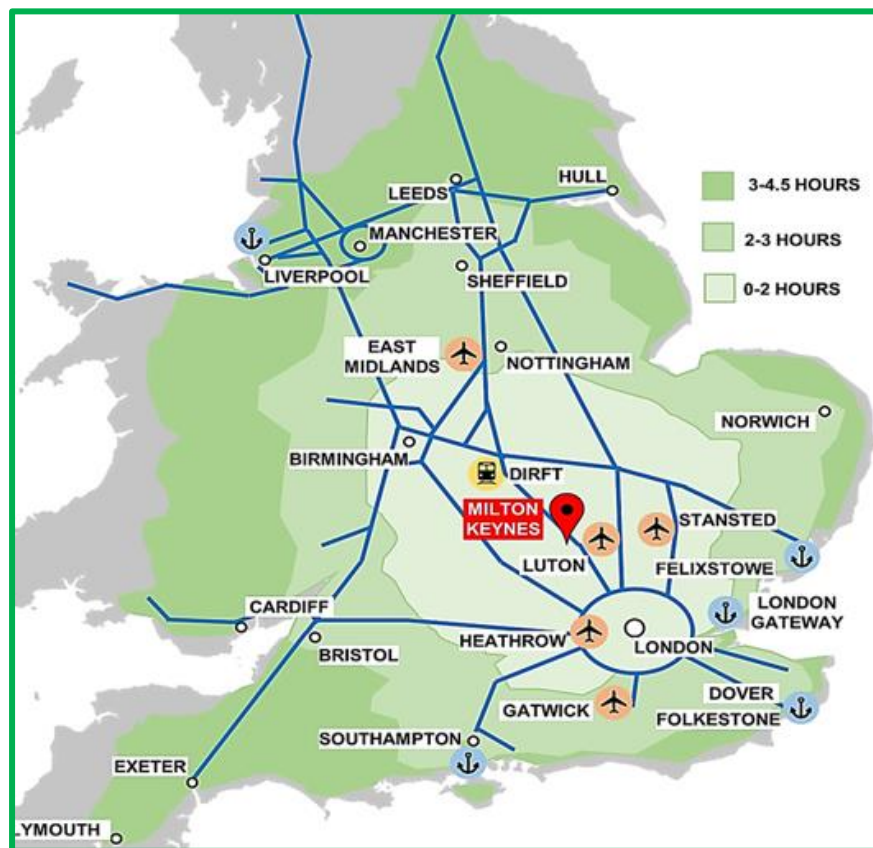 LEEDS
HULL
3-4.5 HOURS
MANCHESTER
2-3 HOURS
LIVERPOOL
SHEFFIELD
0-2 HOURS
EAST
MIDLANDS
NOTTINGHAM
NORWICH
BIRMINGHAM
DIRFT
MILTON
KEYNES
STANSTED
LUTON
FELIXSTOWE
CARDIFF
LONDON
GATEWAY
HEATHROW
BRISTOL
LONDON
GATWICK
DOVER
FOLKESTONE
SOUTHAMPTON
EXETER
LYMOUTH